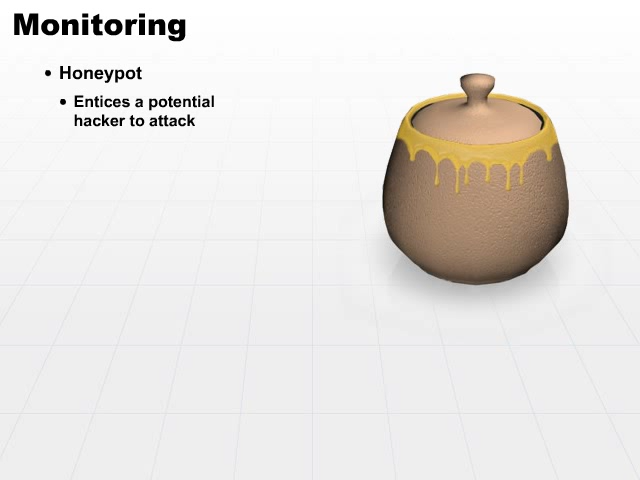 Monitoring
• Honeypot
• Entices a potential
hacker to attack